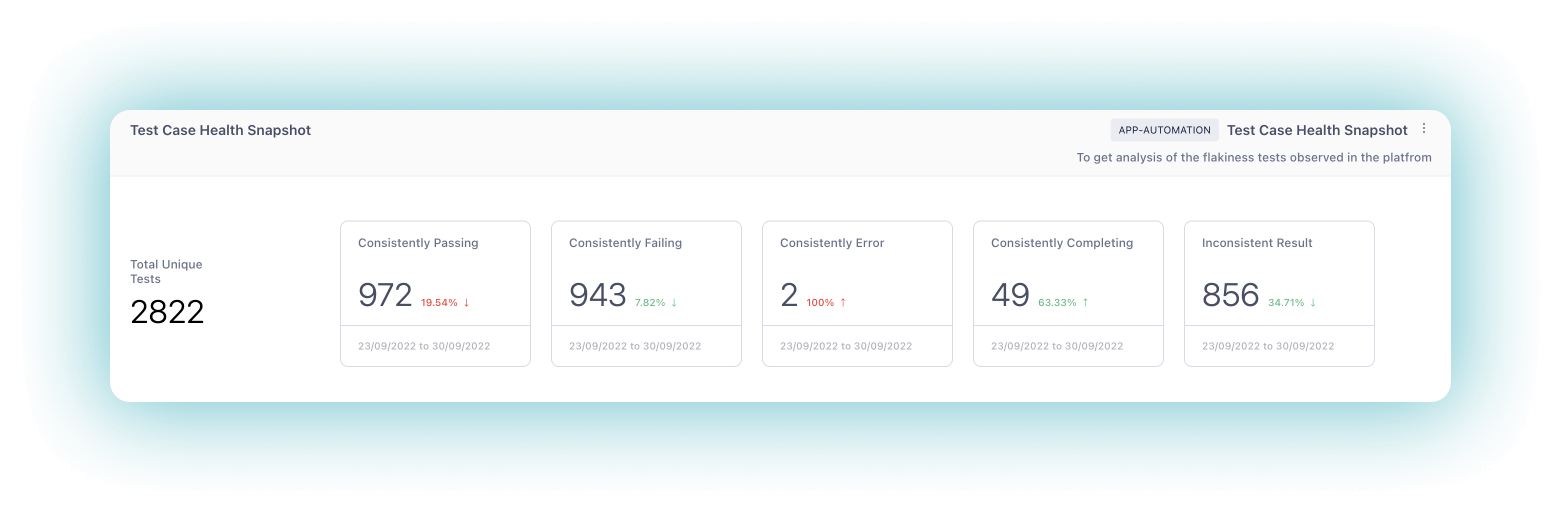 Test Case Health Snapshot
APP-AUTOMATION Test Case Health Snapshot
To get analysis of the flakiness tests observed in the platfrom
Total Unique
Tests
2822
Consistently Passing
972 19.54% ↓
23/09/2022 to 30/09/2022
Consistently Failing
943 7.82% ↓
23/09/2022 to 30/09/2022
Consistently Error
2 100% ↑
23/09/2022 to 30/09/2022
Consistently Completing
49 63.33% ↑
23/09/2022 to 30/09/2022
Inconsistent Result
856 34.71% ↓
23/09/2022 to 30/09/2022